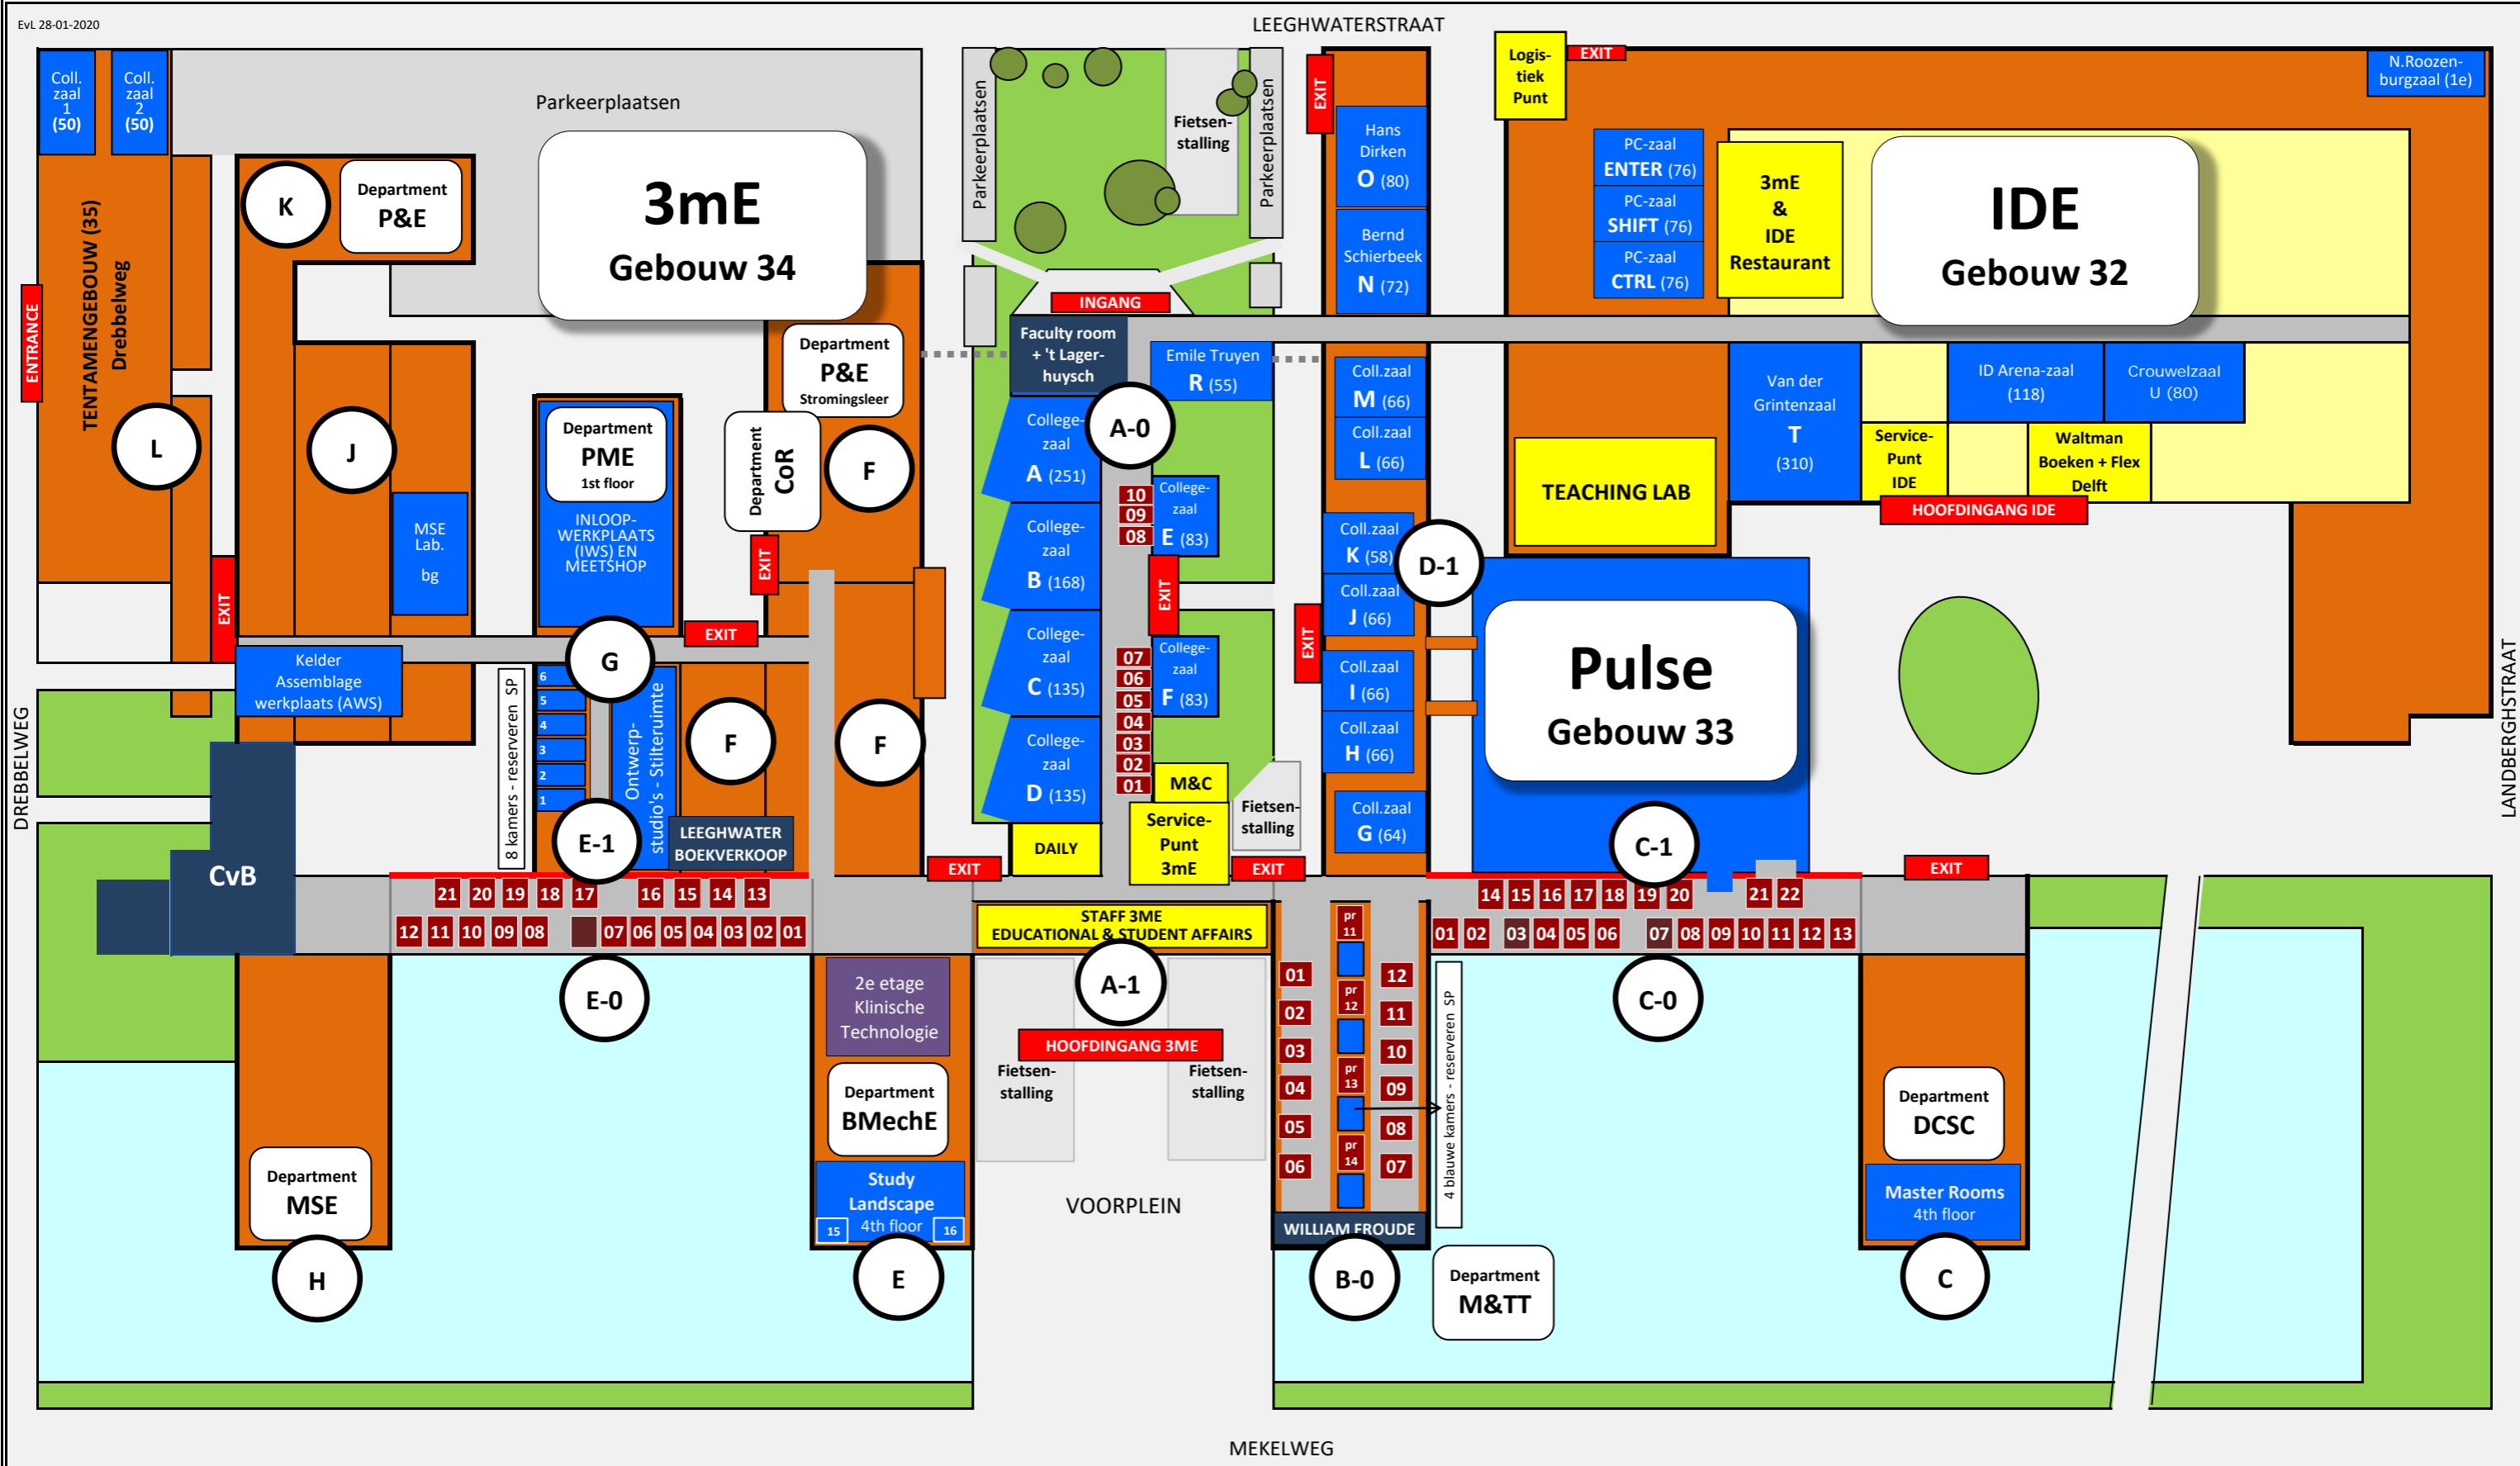 EvL 28-01-2020
LEEGHWATERSTRAAT
Coll.
zaal
1
(50)
Coll.
zaal
2
(50)
Parkeerplaatsen
TENTAMENGEBOUW (35)
Drebbelweg
ENTRANCE
K
Department
P&E
3mE
Gebouw 34
L
J
MSE
Lab.
bg
EXIT
Department
PME
1st floor
INLOOP-
WERKPLAATS
(IWS) EN
MEETSHOP
Department
P&E
Stromingsleer
Department
CoR
F
EXIT
EXIT
G
Kelder
Assemblage
werkplaats (AWS)
8 kamers - reserveren SP
6
5
4
3
2
1
Ontwerp-
studio's - Stilteruimte
F
F
E-1
LEEGHWATER
BOEKVERKOOP
DREBBELWEG
CvB
21 20 19 18 17 16 15 14 13
12 11 10 09 08 07 06 05 04 03 02 01
E-0
Department
MSE
H
2e etage
Klinische
Technologie
Department
BMechE
Study
Landscape
4th floor
15
16
E
Parkeerplaatsen
Fietsen-
stalling
Parkeerplaatsen
INGANG
Faculty room
+ 't Lager-
huysch
Emile Truyen
R (55)
A-0
College-
zaal
A (251)
College-
zaal
B (168)
College-
zaal
C (135)
College-
zaal
D (135)
10
09
08
College-
zaal
E (83)
EXIT
07
06
05
04
03
02
01
College-
zaal
F (83)
M&C
Service-
Punt
3mE
Fietsen-
stalling
DAILY
EXIT
EXIT
STAFF 3ME
EDUCATIONAL & STUDENT AFFAIRS
A-1
HOOFDINGANG 3ME
Fietsen-
stalling
Fietsen-
stalling
VOORPLEIN
EXIT
Hans
Dirken
O (80)
Bernd
Schierbeek
N (72)
Coll.zaal
M (66)
Coll.zaal
L (66)
Coll.zaal
K (58)
D-1
Coll.zaal
J (66)
EXIT
Coll.zaal
I (66)
Coll.zaal
H (66)
Coll.zaal
G (64)
pr
11
pr
12
pr
13
pr
14
01
02
03
04
05
06
12
11
10
09
08
07
4 blauwe kamers - reserveren SP
WILLIAM FROUDE
B-0
Department
M&TT
Logis-
tiek
Punt
EXIT
N.Roozen-
burgzaal (1e)
PC-zaal
ENTER (76)
PC-zaal
SHIFT (76)
PC-zaal
CTRL (76)
3mE
&
IDE
Restaurant
IDE
Gebouw 32
TEACHING LAB
Van der
Grintenzaal
T
(310)
ID Arena-zaal
(118)
Crouwelzaal
U (80)
Service-
Punt
IDE
Waltman
Boeken + Flex
Delft
HOOFDINGANG IDE
Pulse
Gebouw 33
C-1
EXIT
14 15 16 17 18 19 20 21 22
01 02 03 04 05 06 07 08 09 10 11 12 13
C-0
Department
DCSC
Master Rooms
4th floor
C
LANDBERGHSTRAAT
MEKELWEG